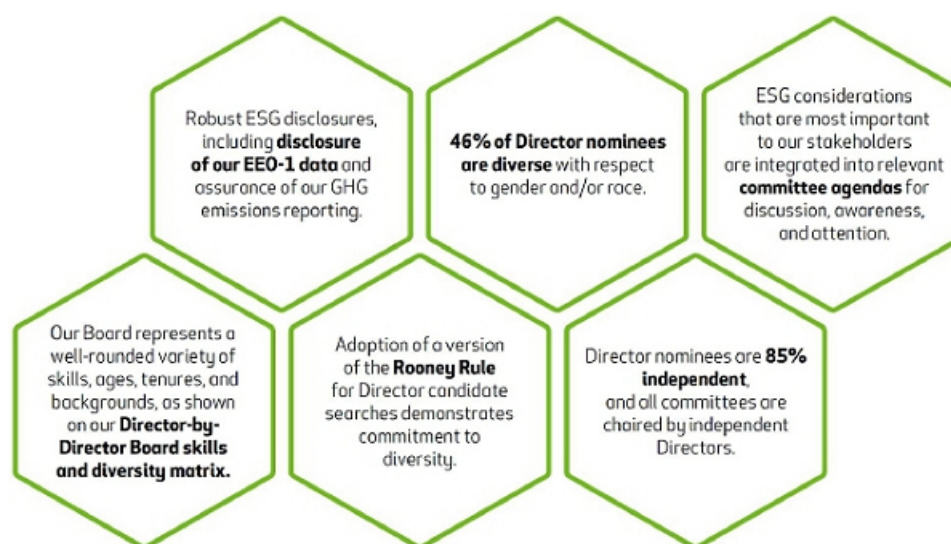 Robust ESG disclosures,
including disclosure
of our EEO-1 data and
assurance of our GHG
emissions reporting.
46% of Director nominees
are diverse with respect
to gender and/or race.
ESG considerations
that are most important
to our stakeholders
are integrated into relevant
committee agendas for
discussion, awareness,
and attention.
Our Board represents a
well-rounded variety of
skills, ages, tenures, and
backgrounds, as shown
on our Director-by-
Director Board skills
and diversity matrix.
Adoption of a version
of the Rooney Rule
for Director candidate
searches demonstrates
commitment to
diversity.
Director nominees are 85%
independent,
and all committees are
chaired by independent
Directors.